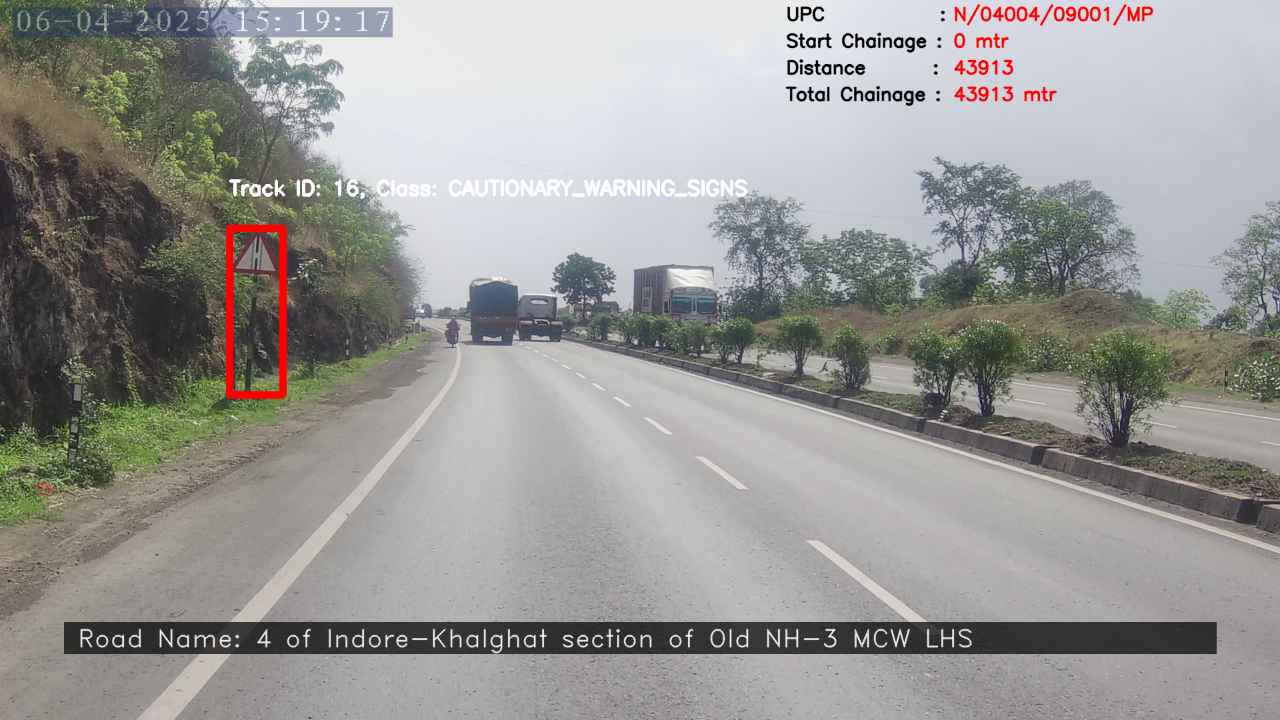 06-04-2025 15:19:17
UPC : N/04004/09001/MP
Start Chainage : 0 mtr
Distance : 43913
Total Chainage : 43913 mtr
Track ID: 16, Class: CAUTIONARY_WARNING_SIGNS
Road Name: 4 of Indore-Khalghat section of Old NH-3 MCW LHS